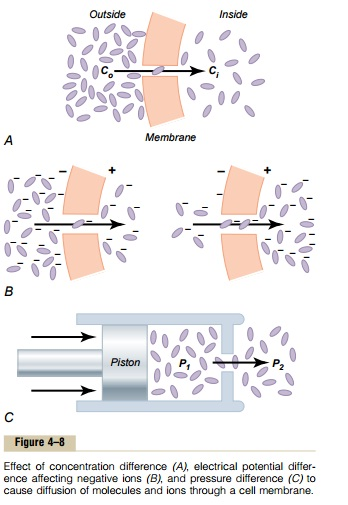 Outside Inside
Co Ci
Membrane
A
− + − +
B
Piston P1 P2
C
Figure 4–8
Effect of concentration difference (A), electrical potential differ-
ence affecting negative ions (B), and pressure difference (C) to
cause diffusion of molecules and ions through a cell membrane.